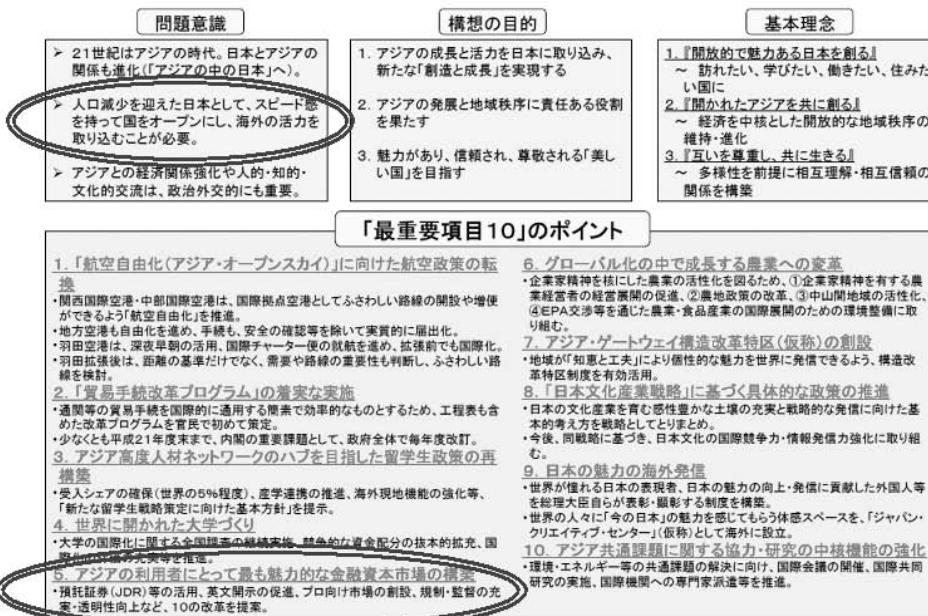 問題意識
➢ 21世紀はアジアの時代。日本とアジアの
関係も進化(「アジアの中の日本」へ)。
➢ 人口減少を迎えた日本として、スピード感
を持って国をオープンにし、海外の活力を
取り込むことが必要。
➢ アジアとの経済関係強化や人的・知的・
文化的交流は、政治外交的にも重要。
構想の目的
1. アジアの成長と活力を日本に取り込み、
新たな「創造と成長」を実現する
2. アジアの発展と地域秩序に責任ある役割
を果たす
3. 魅力があり、信頼され、尊敬される「美し
い国」を目指す
基本理念
1.『開放的で魅力ある日本を創る』
~ 訪れたい、学びたい、働きたい、住みた
い国に
2.『開かれたアジアを共に創る』
~ 経済を中核とした開放的な地域秩序の
維持・進化
3.『互いを尊重し、共に生きる』
~ 多様性を前提に相互理解・相互信頼の
関係を構築
「最重要項目10」のポイント
1.「航空自由化(アジア・オープンスカイ)」に向けた航空政策の転
換
・関西国際空港・中部国際空港は、国際拠点空港としてふさわしい路線の開設や増便
ができるよう「航空自由化」を推進。
・地方空港も自由化を進め、手続も、安全の確認等を除いて実質的に届出化。
・羽田空港は、深夜早朝の活用、国際チャーター便の就航を進め、拡張前でも国際化。
・羽田拡張後は、距離の基準だけでなく、需要や路線の重要性も判断し、ふさわしい路
線を検討。
2.「貿易手続改革プログラム」の着実な実施
・通関等の貿易手続を国際的に通用する簡素で効率的なものとするため、工程表も含
めた改革プログラムを官民で初めて策定。
・少なくとも平成21年度末まで、内閣の重要課題として、政府全体で毎年度改訂。
3. アジア高度人材ネットワークのハブを目指した留学生政策の再
構築
・受入シェアの確保(世界の5%程度)、産学連携の推進、海外現地機能の強化等、
「新たな留学生戦略策定に向けた基本方針」を提示。
4. 世界に開かれた大学づくり
・大学の国際化に関する全国調査の継続実施、競争的な資金配分の抜本的拡充、国
等を推進。
5. アジアの利用者にとって最も魅力的な金融資本市場の構築
・預託証券(JDR)等の活用、英文開示の促進、プロ向け市場の創設、規制・監督の充
実・透明性向上など、10の改革を提案。
6. グローバル化の中で成長する農業への変革
・企業家精神を核にした農業の活性化を図るため、①企業家精神を有する農
業経営者の経営展開の促進、②農地政策の改革、③中山間地域の活性化、
④EPA交渉等を通じた農業・食品産業の国際展開のための環境整備に取
り組む。
7. アジア・ゲートウェイ構造改革特区(仮称)の創設
・地域が「知恵と工夫」により個性的な魅力を世界に発信できるよう、構造改
革特区制度を有効活用。
8.「日本文化産業戦略」に基づく具体的な政策の推進
・日本の文化産業を育む感性豊かな土壌の充実と戦略的な発信に向けた基
本的考え方を戦略としてとりまとめ。
・今後、同戦略に基づき、日本文化の国際競争力・情報発信力強化に取り組
む。
9. 日本の魅力の海外発信
・世界が憧れる日本の表現者、日本の魅力の向上・発信に貢献した外国人等
を総理大臣自らが表彰・顕彰する制度を構築。
・世界の人々に「今の日本」の魅力を感じてもらう体感スペースを、「ジャパン・
クリエイティブ・センター」(仮称)として海外に設立。
10. アジア共通課題に関する協力・研究の中核機能の強化
・環境・エネルギー等の共通課題の解決に向け、国際会議の開催、国際共同
研究の実施、国際機関への専門家派遣等を推進。